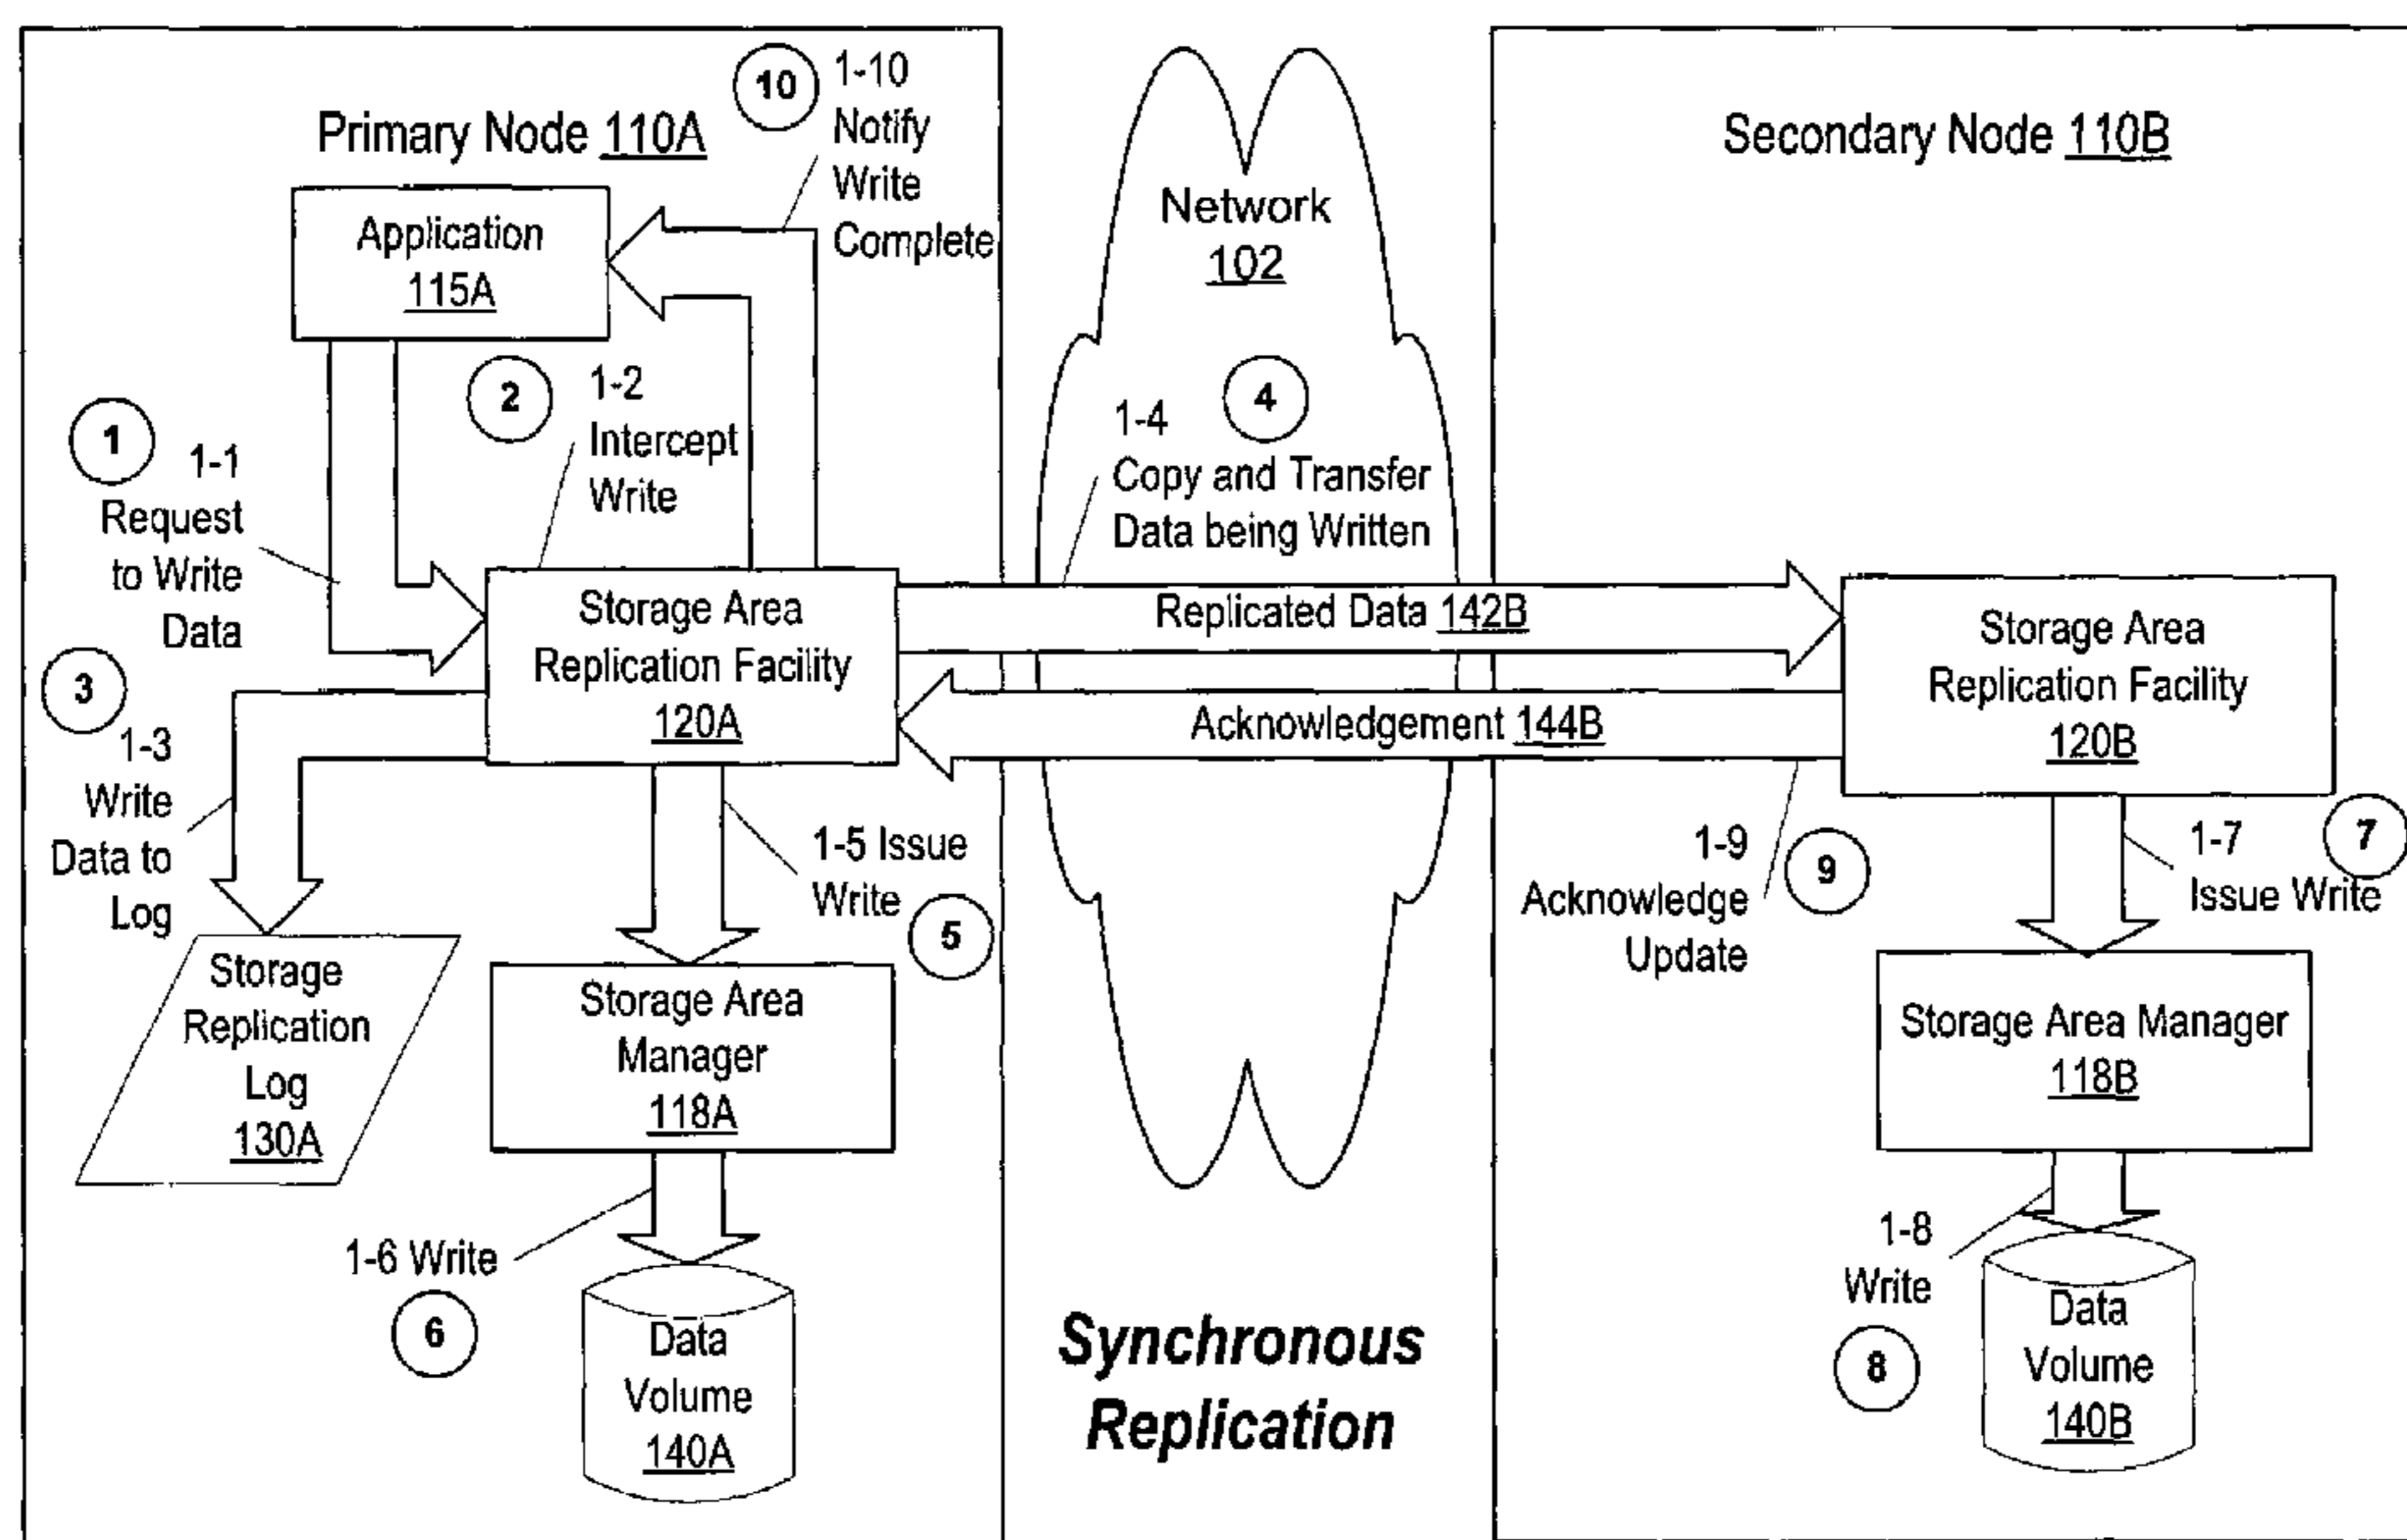 Primary Node 110A
10
1-10
Notify
Write
Complete
Application
115A
1
1-1
Request
to Write
Data
2
1-2
Intercept
Write
3
1-3
Write
Data to
Log
Storage Area
Replication Facility
120A
Storage
Replication
Log
130A
1-5 Issue
Write
5
Storage Area
Manager
118A
1-6 Write
6
Data
Volume
140A
Network
102
4
1-4
Copy and Transfer
Data being Written
Replicated Data 142B
Acknowledgement 144B
Synchronous
Replication
Secondary Node 110B
Storage Area
Replication Facility
120B
1-9
Acknowledge
Update
9
7
1-7
Issue Write
Storage Area Manager
118B
1-8
Write
8
Data
Volume
140B